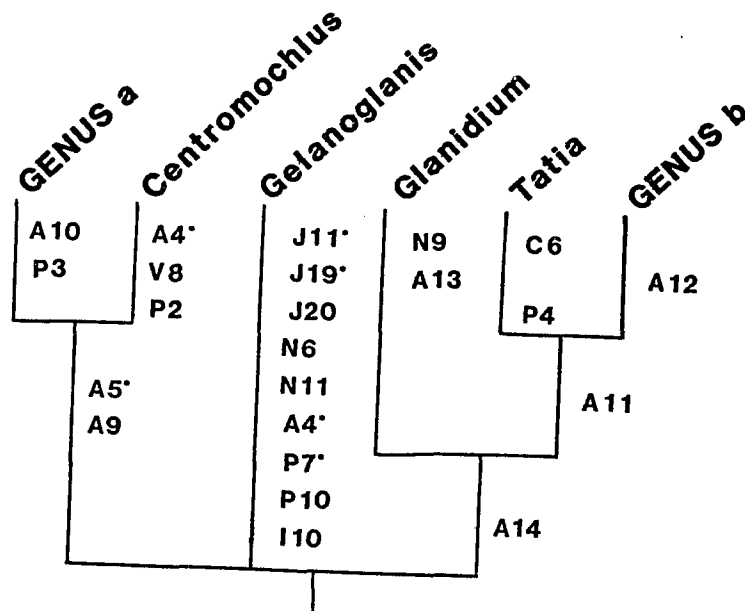 GENUS a
Centromochlus
Gelanoglanis
Glanidium
Tatia
GENUS b
A10
P3
A4•
V8
P2
J11•
J19•
J20
N6
N11
A4•
P7•
P10
I10
N9
A13
C6
P4
A12
A5•
A9
A11
A14